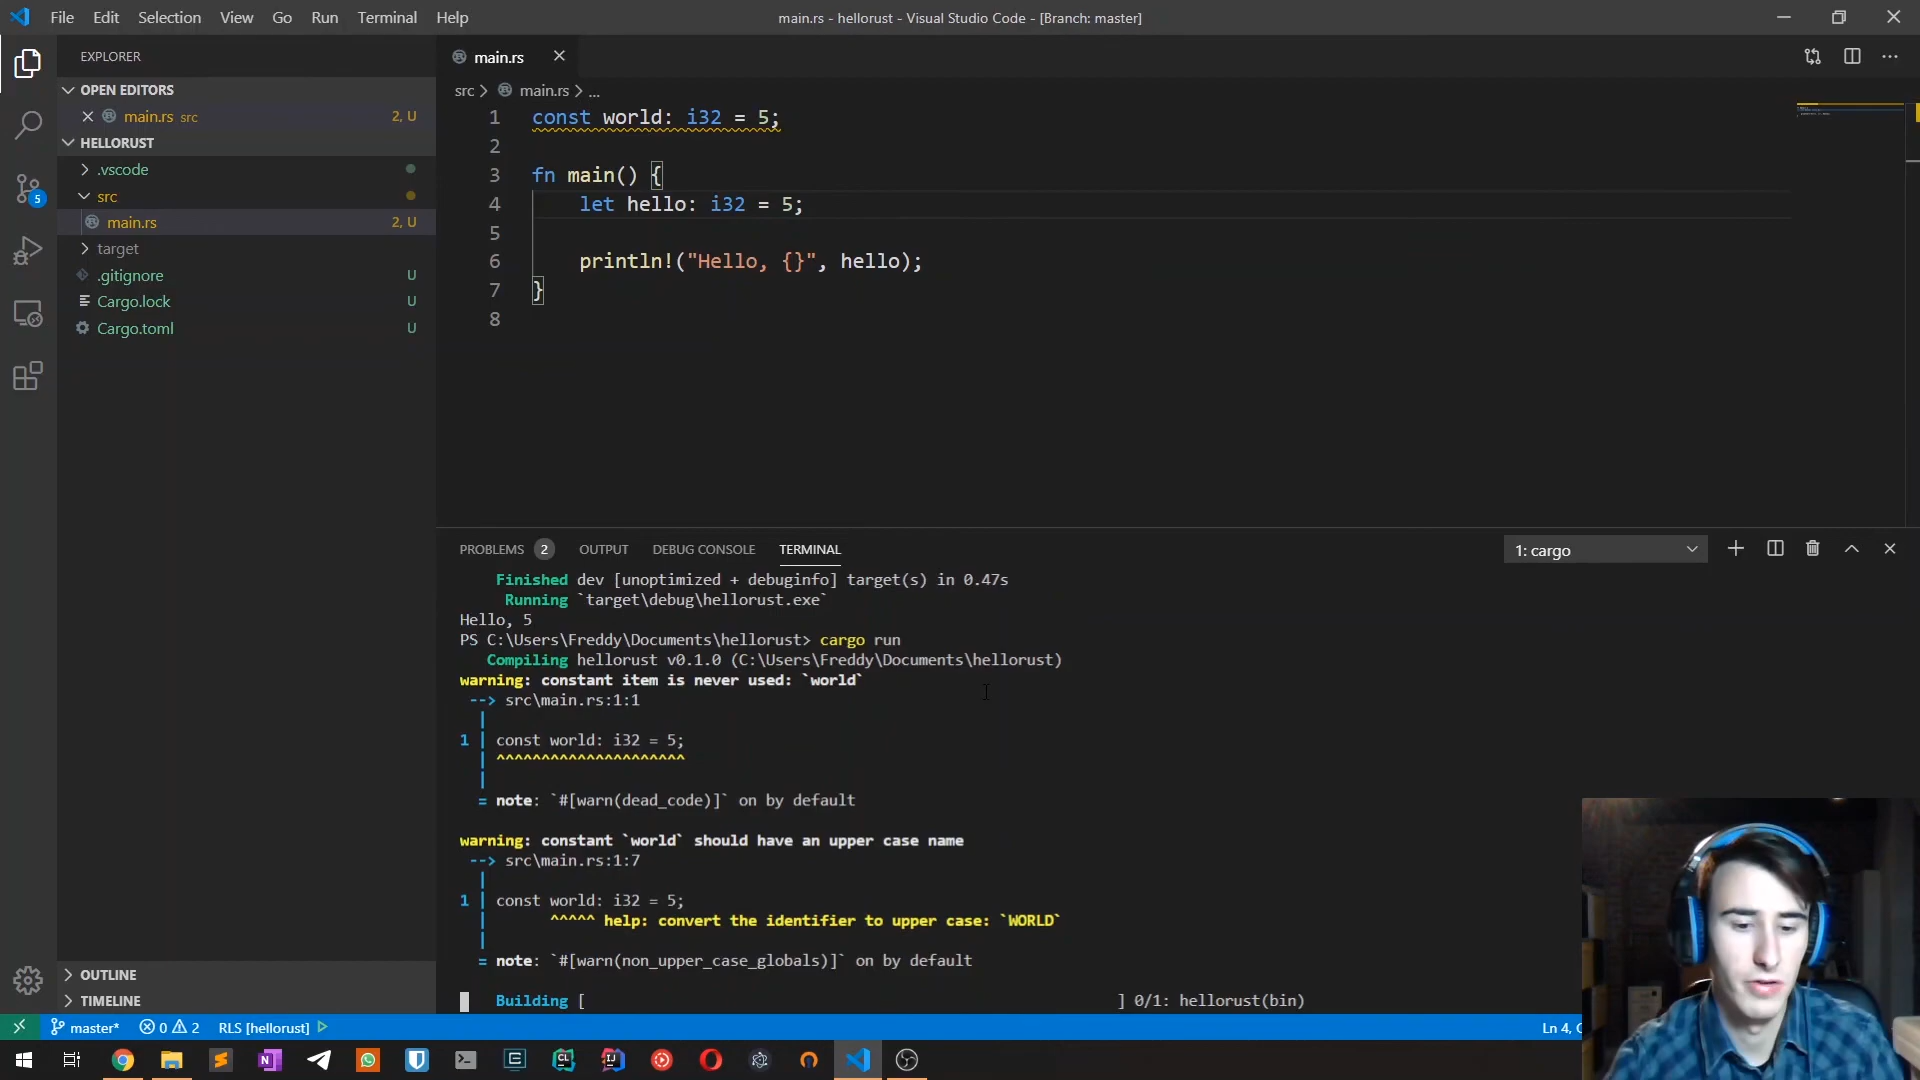 File Edit Selection View Go Run Terminal Help
main.rs - hellorust - Visual Studio Code - [Branch: master]
EXPLORER
OPEN EDITORS
main.rs src 2, U
HELLORUST
.vscode
src
main.rs 2, U
target
.gitignore U
Cargo.lock U
Cargo.toml U
OUTLINE
TIMELINE
5
main.rs
src > main.rs > ...
1 const world: i32 = 5;
2
3 fn main() {
4 let hello: i32 = 5;
5
6 println!("Hello, {}", hello);
7 }
8
PROBLEMS 2 OUTPUT DEBUG CONSOLE TERMINAL
1: cargo
Finished dev [unoptimized + debuginfo] target(s) in 0.47s
Running `target\debug\hellorust.exe`
Hello, 5
PS C:\Users\Freddy\Documents\hellorust> cargo run
Compiling hellorust v0.1.0 (C:\Users\Freddy\Documents\hellorust)
warning: constant item is never used: `world`
--> src\main.rs:1:1
|
1 | const world: i32 = 5;
| ^^^^^^^^^^^^^^^^^^^^^
|
= note: `#[warn(dead_code)]` on by default
warning: constant `world` should have an upper case name
--> src\main.rs:1:7
|
1 | const world: i32 = 5;
| ^^^^^ help: convert the identifier to upper case: `WORLD`
|
= note: `#[warn(non_upper_case_globals)]` on by default
Building [ ] 0/1: hellorust(bin)
master* 0 2 RLS [hellorust]
Ln 4,